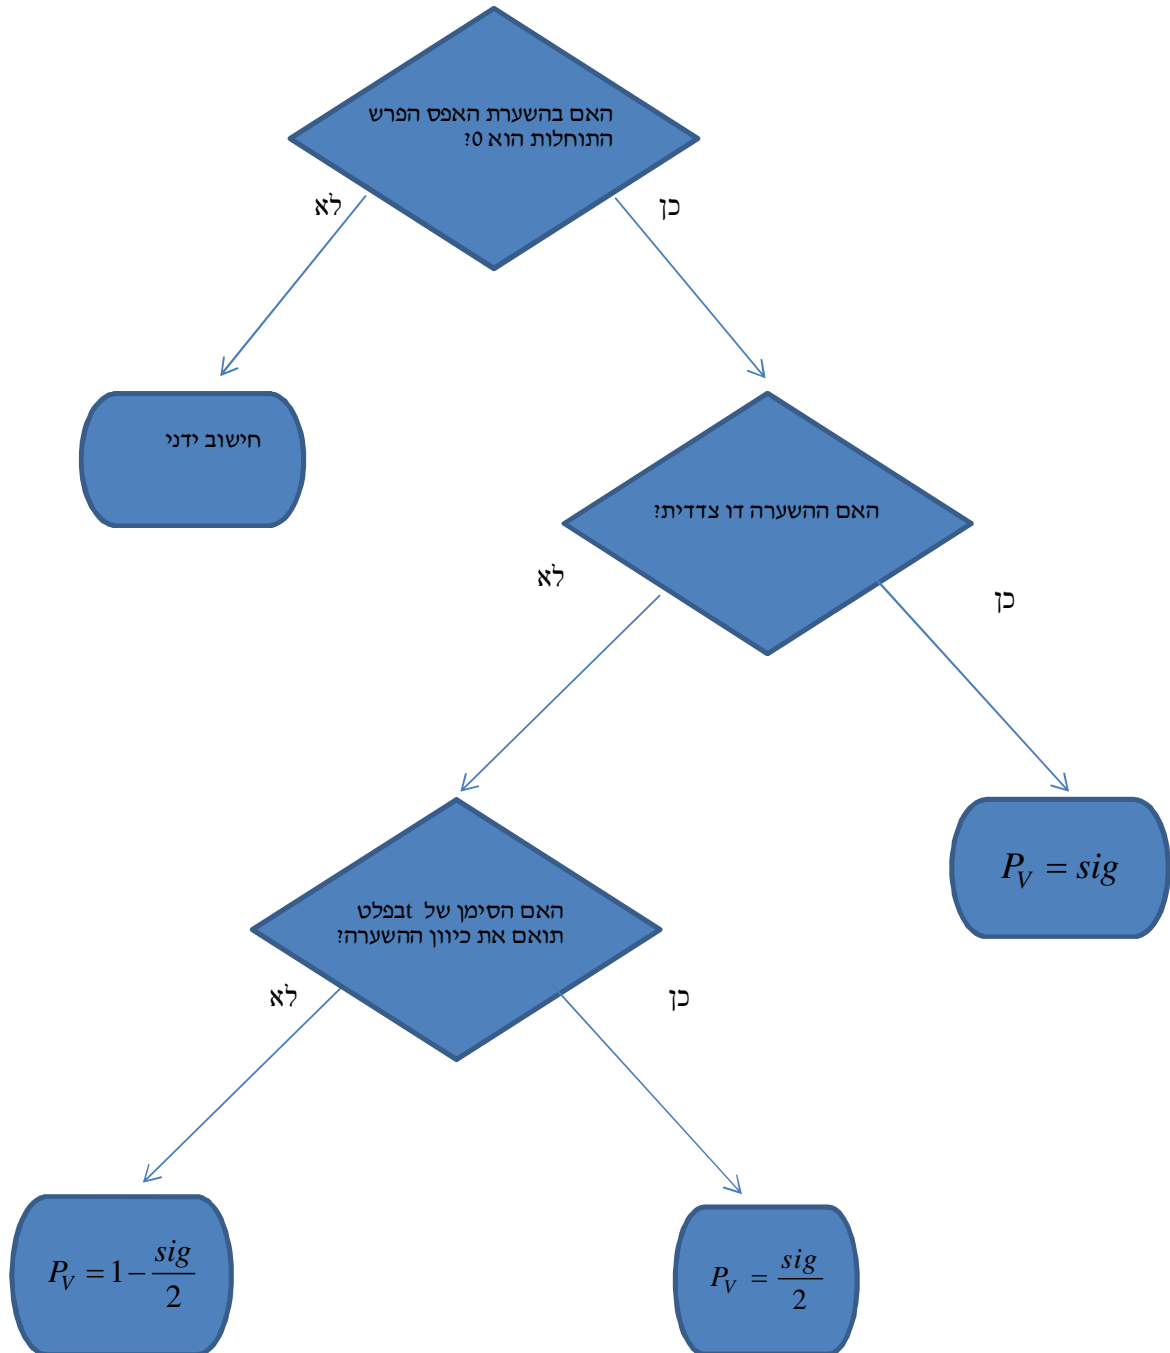 האם בהשערת האפס הפרש
התוחלות הוא 0?
לא
כן
חישוב ידני
האם ההשערה דו צדדית?
לא
כן
P_V = sig
האם הסימן של tבפלט
תואם את כיוון ההשערה?
לא
כן
P_V = 1 - sig/2
P_V = sig/2